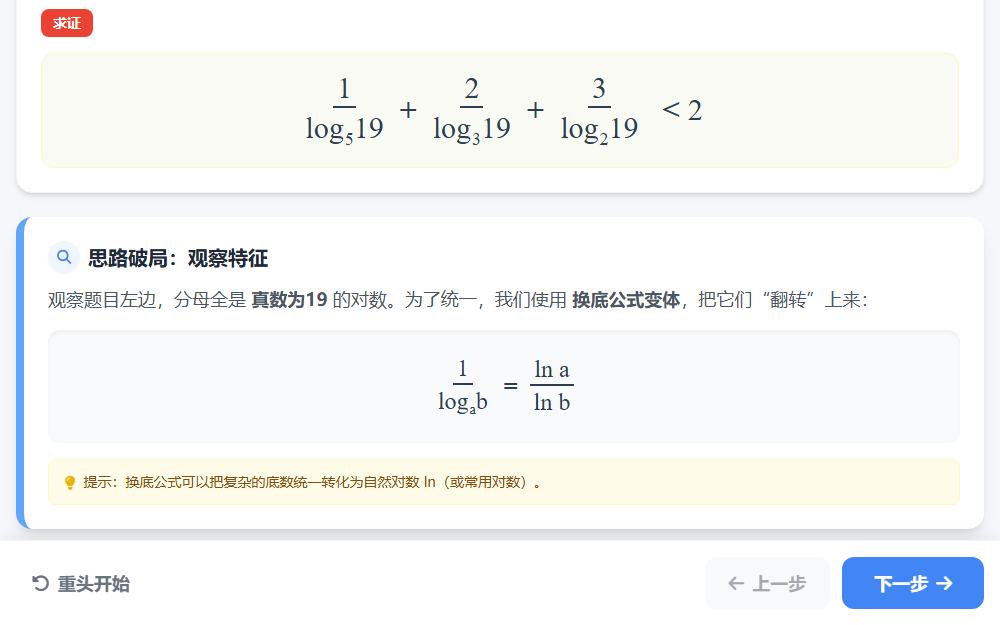 求证
1/log₅19 + 2/log₃19 + 3/log₂19 < 2
思路破局：观察特征
观察题目左边，分母全是 真数为19 的对数。为了统一，我们使用 换底公式变体，把它们“翻转”上来：
1/logₐb = ln a/ln b
提示：换底公式可以把复杂的底数统一转化为自然对数 ln（或常用对数）。
重头开始
← 上一步
下一步 →